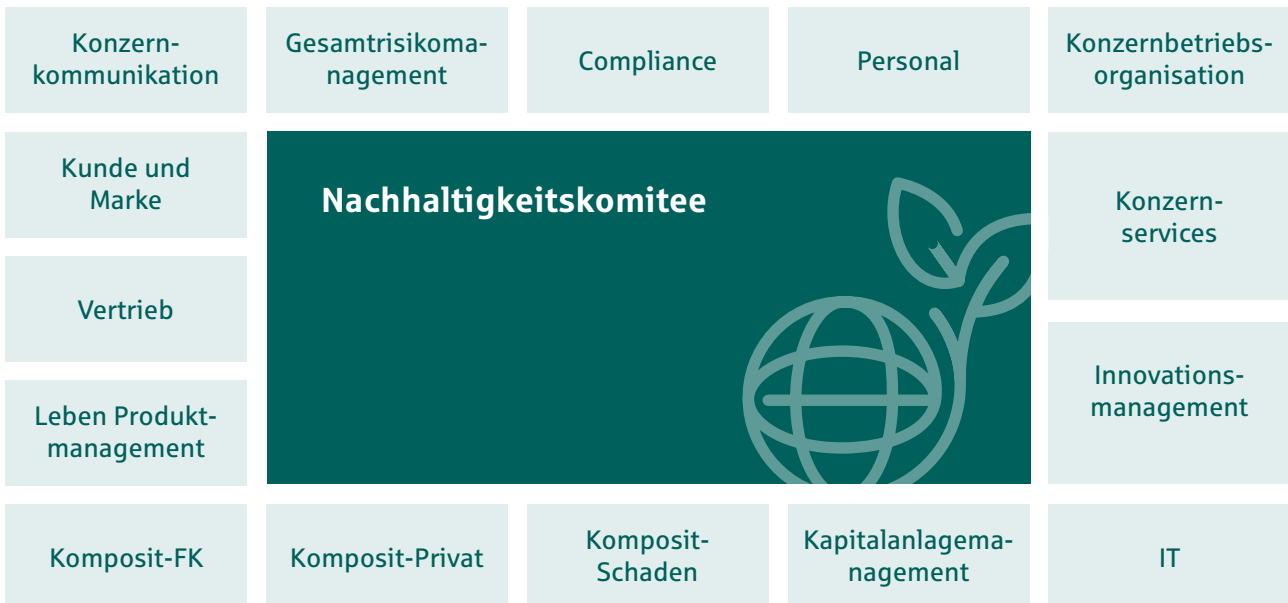 Konzern-
kommunikation
Gesamtrisikoma-
nagement
Compliance
Personal
Konzernbetriebs-
organisation
Kunde und
Marke
Nachhaltigkeitskomitee
Konzern-
services
Vertrieb
Innovations-
management
Leben Produkt-
management
Komposit-FK
Komposit-Privat
Komposit-
Schaden
Kapitalanlagema-
nagement
IT